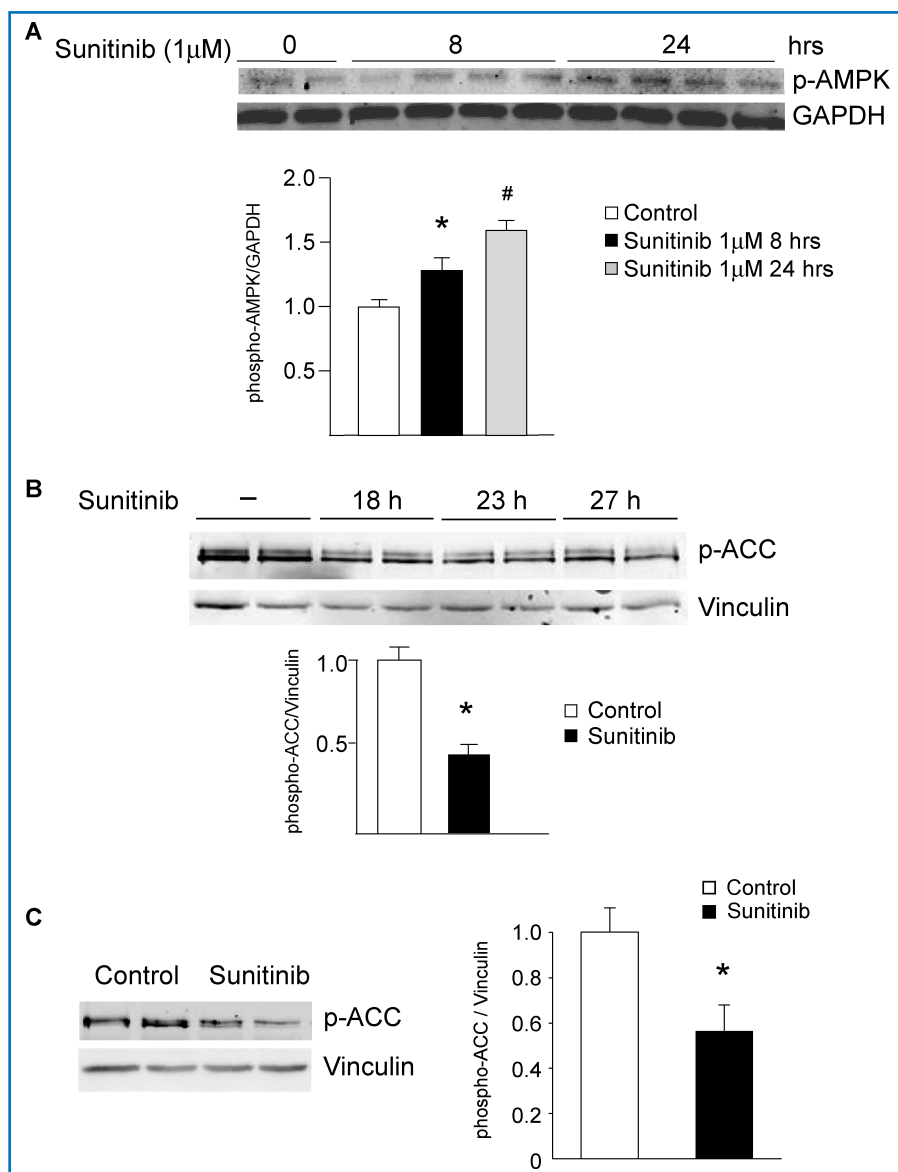 A
Sunitinib (1µM) 0 8 24 hrs
p-AMPK
GAPDH
phospho-AMPK/GAPDH
2.0
1.5
1.0
0.5
*
#
Control
Sunitinib 1µM 8 hrs
Sunitinib 1µM 24 hrs
B
Sunitinib – 18 h 23 h 27 h
p-ACC
Vinculin
phospho-ACC/Vinculin
1.0
0.5
*
Control
Sunitinib
C
Control Sunitinib
p-ACC
Vinculin
phospho-ACC / Vinculin
1.0
0.8
0.6
0.4
0.2
0
*
Control
Sunitinib